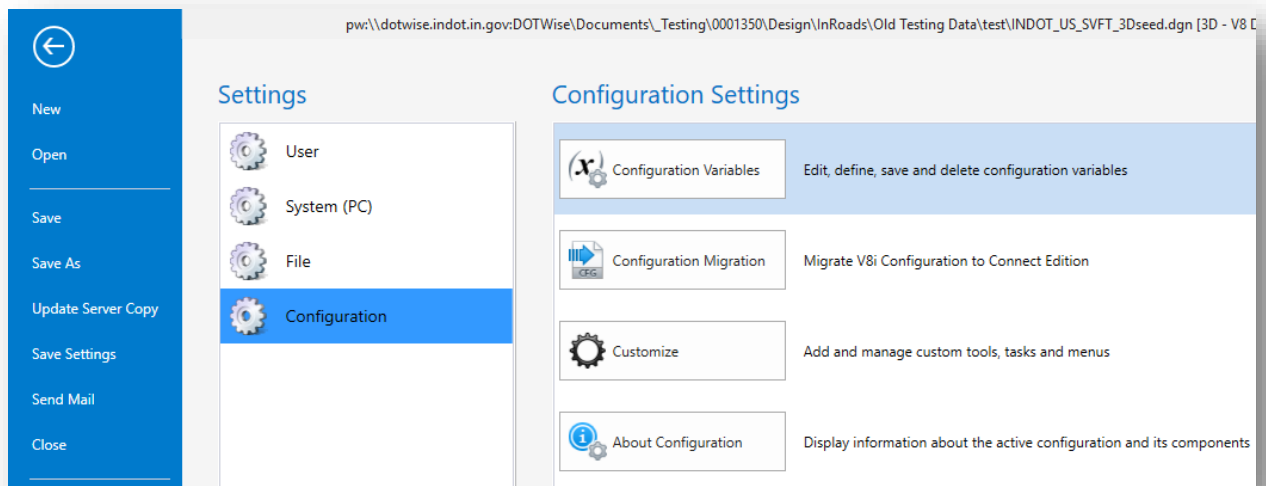 pw:\\dotwise.indot.in.gov:DOTWise\Documents\_Testing\0001350\Design\InRoads\Old Testing Data\test\INDOT_US_SVFT_3Dseed.dgn [3D - V8 D
New
Open
Save
Save As
Update Server Copy
Save Settings
Send Mail
Close
Settings
User
System (PC)
File
Configuration
Configuration Settings
(x) Configuration Variables Edit, define, save and delete configuration variables
CFG Configuration Migration Migrate V8i Configuration to Connect Edition
Customize Add and manage custom tools, tasks and menus
About Configuration Display information about the active configuration and its components